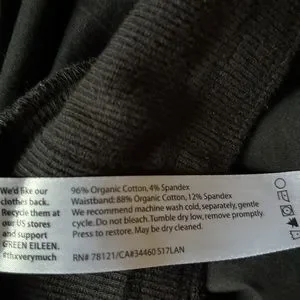 We'd like our
clothes back.
Recycle them at
our US stores
and support
GREEN EILEEN.
#thxverymuch
96% Organic Cotton, 4% Spandex
Waistband: 88% Organic Cotton, 12% Spandex
We recommend machine wash cold, separately, gentle
cycle. Do not bleach. Tumble dry low, remove promptly.
Press to restore. May be dry cleaned.
RN# 78121/CA#34460 517LAN